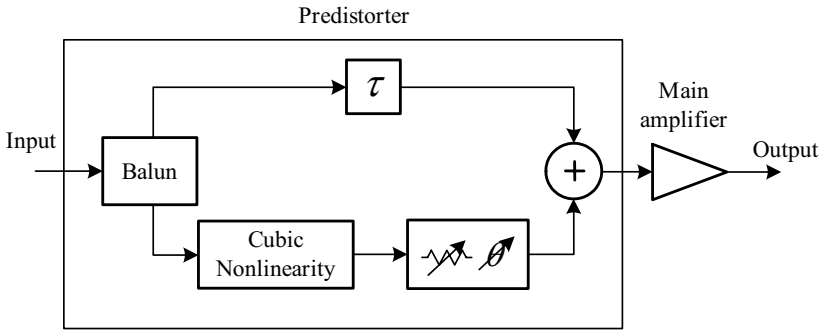 Predistorter
τ
Main
amplifier
Input
Balun
+
Output
Cubic
Nonlinearity
θ